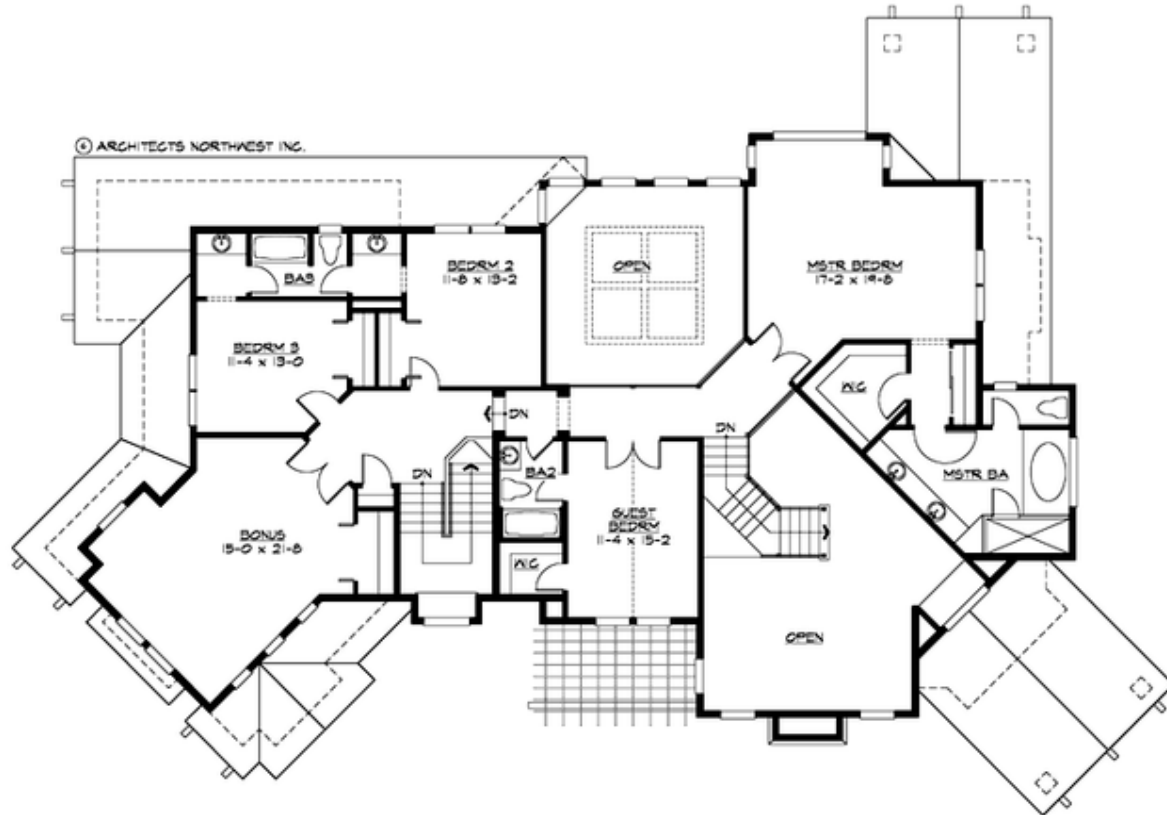 © ARCHITECTS NORTHWEST INC.
BA3
BEDRM 2
11-8 x 13-2
OPEN
MSTR BEDRM
17-2 x 19-8
BEDRM 3
11-4 x 13-0
WIC
DN
DN
DN
BA2
MSTR BA
GUEST
BEDRM
11-4 x 15-2
BONUS
15-0 x 21-8
WIC
OPEN